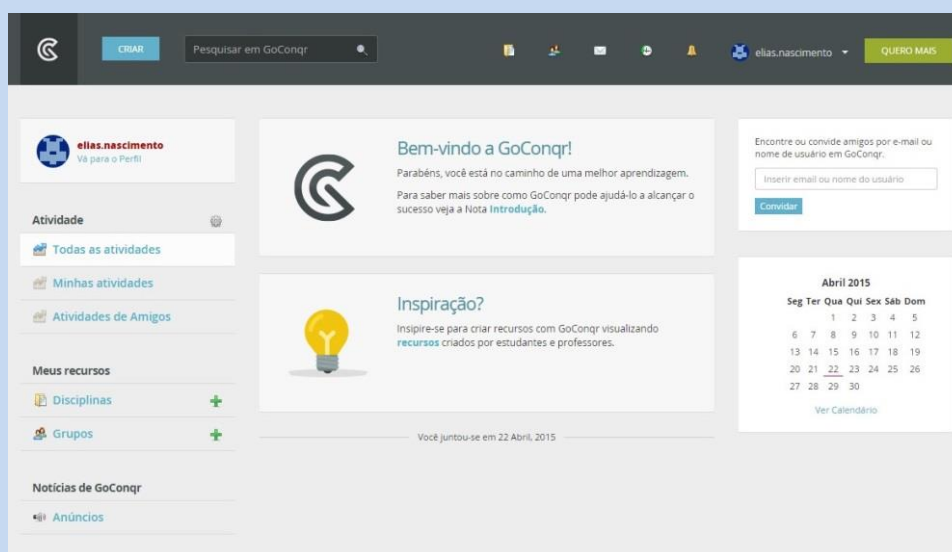 CRIAR
Pesquisar em GoConqr
elias.nascimento
QUERO MAIS
elias.nascimento
Vá para o Perfil
Atividade
Todas as atividades
Minhas atividades
Atividades de Amigos
Meus recursos
Disciplinas
Grupos
Notícias de GoConqr
Anúncios
Bem-vindo a GoConqr!
Parabéns, você está no caminho de uma melhor aprendizagem.
Para saber mais sobre como GoConqr pode ajudá-lo a alcançar o
sucesso veja a Nota Introdução.
Inspiração?
Insipire-se para criar recursos com GoConqr visualizando
recursos criados por estudantes e professores.
Você juntou-se em 22 Abril, 2015
Encontre ou convide amigos por e-mail ou
nome de usuário em GoConqr.
Inserir email ou nome do usuário
Convidar
Abril 2015
Seg Ter Qua Qui Sex Sáb Dom
1 2 3 4 5
6 7 8 9 10 11 12
13 14 15 16 17 18 19
20 21 22 23 24 25 26
27 28 29 30
Ver Calendário